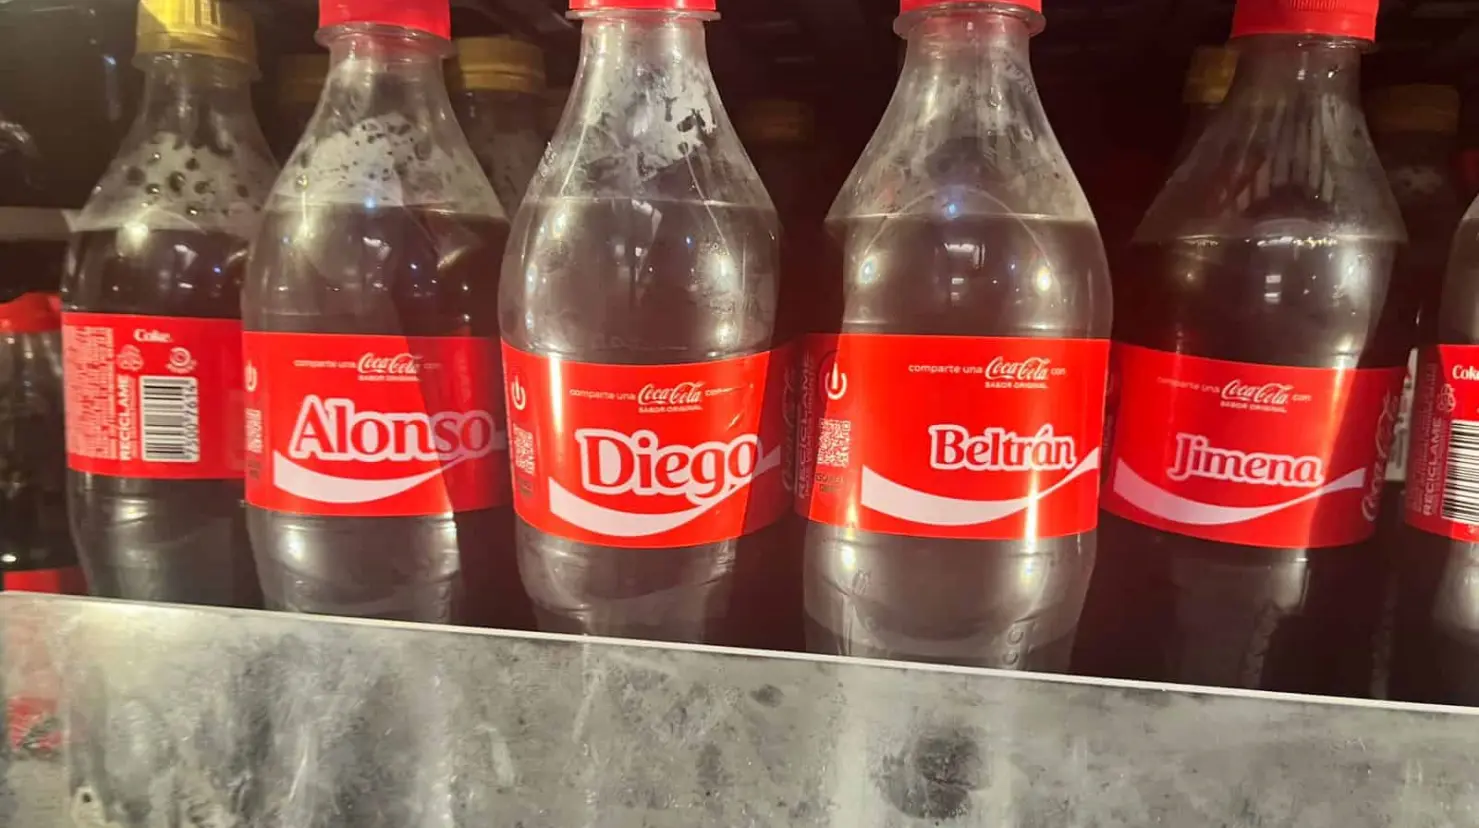 Coke
RECICLAME
comparte una Coca-Cola con
SABOR ORIGINAL
Alonso
comparte una Coca-Cola con
SABOR ORIGINAL
Diego
RECICLAME
comparte una Coca-Cola con
SABOR ORIGINAL
Beltrán
comparte una Coca-Cola con
SABOR ORIGINAL
Jimena
Coca-Cola
Coke
RECICLAME